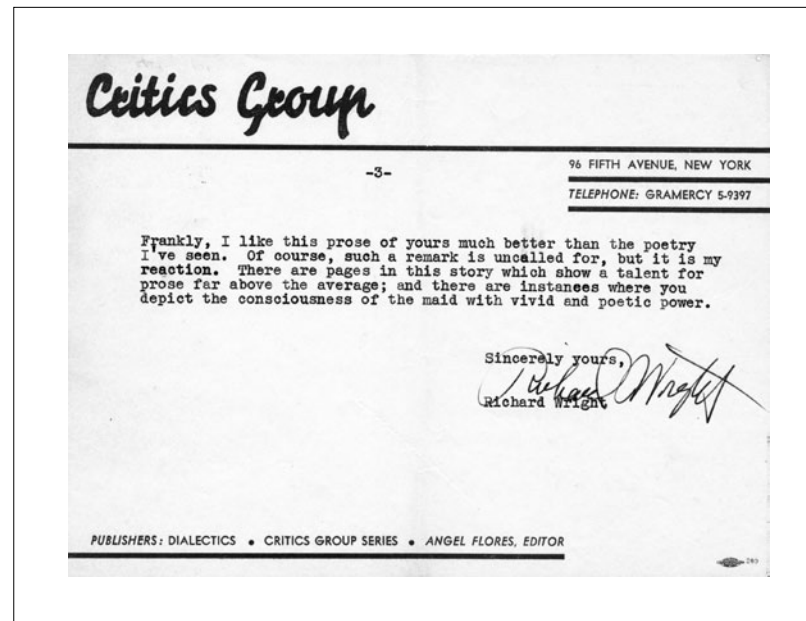 Critics Group
96 FIFTH AVENUE, NEW YORK
-3-
TELEPHONE: GRAMERCY 5-9397
Frankly, I like this prose of yours much better than the poetry
I've seen. Of course, such a remark is uncalled for, but it is my
reaction. There are pages in this story which show a talent for
prose far above the average; and there are instances where you
depict the consciousness of the maid with vivid and poetic power.
Sincerely yours,
Richard Wright
Richard Wright
PUBLISHERS: DIALECTICS • CRITICS GROUP SERIES • ANGEL FLORES, EDITOR